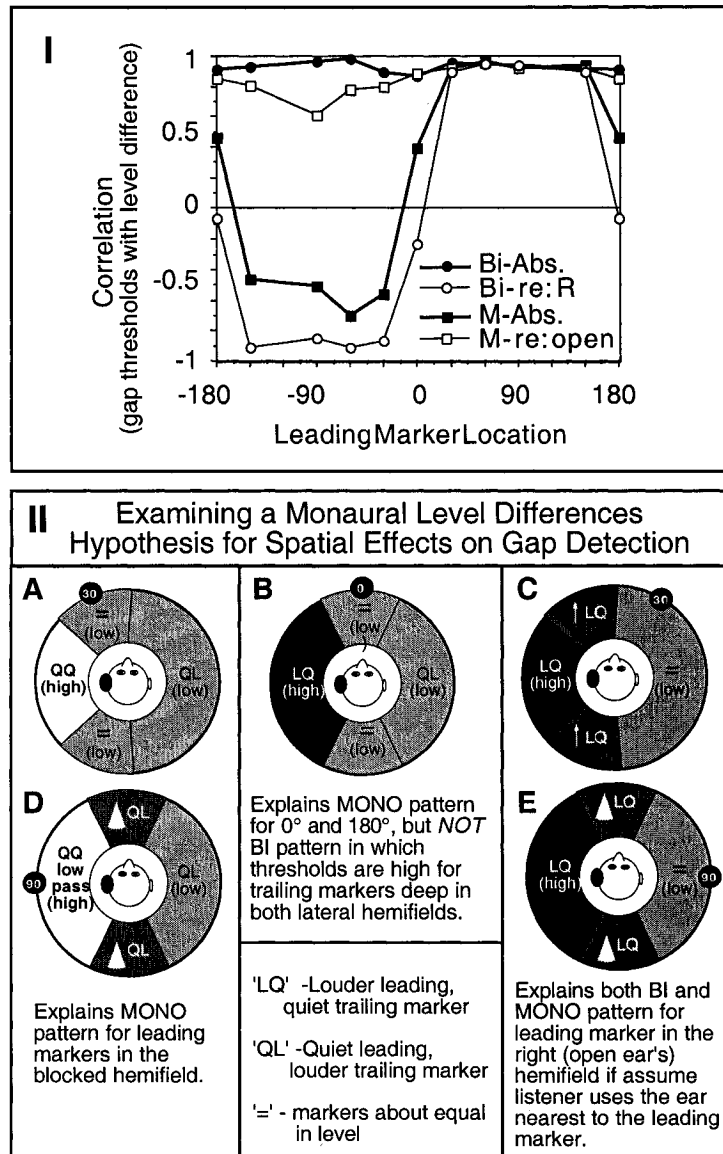 I
Correlation
(gap thresholds with level difference)
1
0.5
0
-0.5
-1
Bi-Abs.
Bi-re:R
M-Abs.
M-re:open
-180
-90
0
90
180
LeadingMarkerLocation
II
Examining a Monaural Level Differences
Hypothesis for Spatial Effects on Gap Detection
A
30
=
(low)
QQ
(high)
QL
(low)
=
(low)
B
0
=
(low)
LQ
(high)
QL
(low)
=
(low)
Explains MONO pattern
for 0° and 180°, but NOT
BI pattern in which
thresholds are high for
trailing markers deep in
both lateral hemifields.
C
30
↑ LQ
LQ
(high)
=
(low)
↑ LQ
D
QL
90
QQ
low
pass
(high)
QL
(low)
QL
Explains MONO
pattern for leading
markers in the
blocked hemifield.
'LQ' -Louder leading,
quiet trailing marker
'QL' -Quiet leading,
louder trailing marker
'=' - markers about equal
in level
E
LQ
LQ
(high)
=
(low)
90
LQ
Explains both BI and
MONO pattern for
leading marker in the
right (open ear's)
hemifield if assume
listener uses the ear
nearest to the leading
marker.